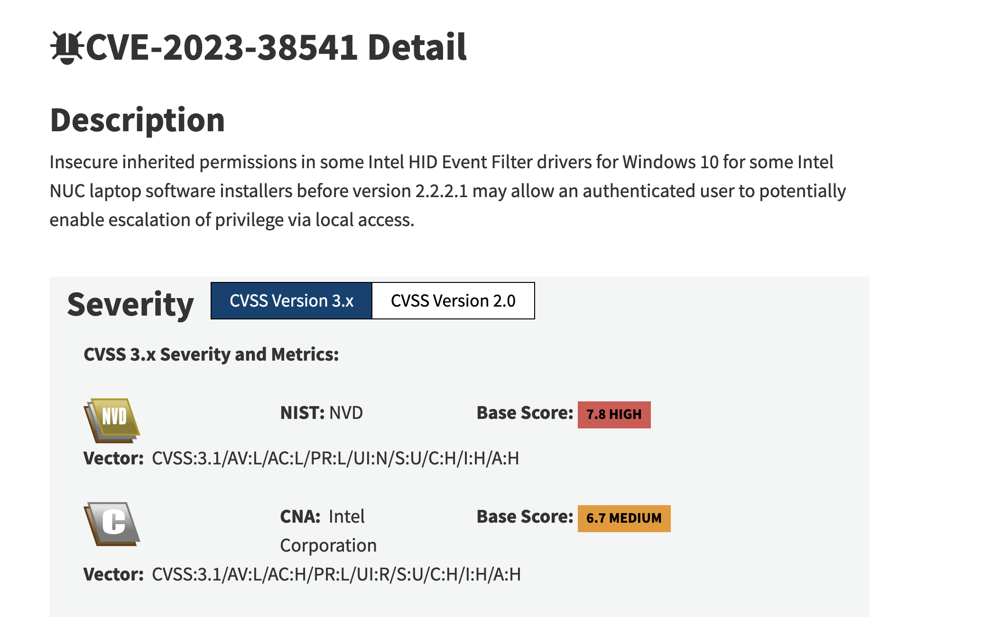 CVE-2023-38541 Detail
Description
Insecure inherited permissions in some Intel HID Event Filter drivers for Windows 10 for some Intel
NUC laptop software installers before version 2.2.2.1 may allow an authenticated user to potentially
enable escalation of privilege via local access.
Severity CVSS Version 3.x CVSS Version 2.0
CVSS 3.x Severity and Metrics:
NVD NIST: NVD Base Score: 7.8 HIGH
Vector: CVSS:3.1/AV:L/AC:L/PR:L/UI:N/S:U/C:H/I:H/A:H
C CNA: Intel Base Score: 6.7 MEDIUM
Corporation
Vector: CVSS:3.1/AV:L/AC:H/PR:L/UI:R/S:U/C:H/I:H/A:H